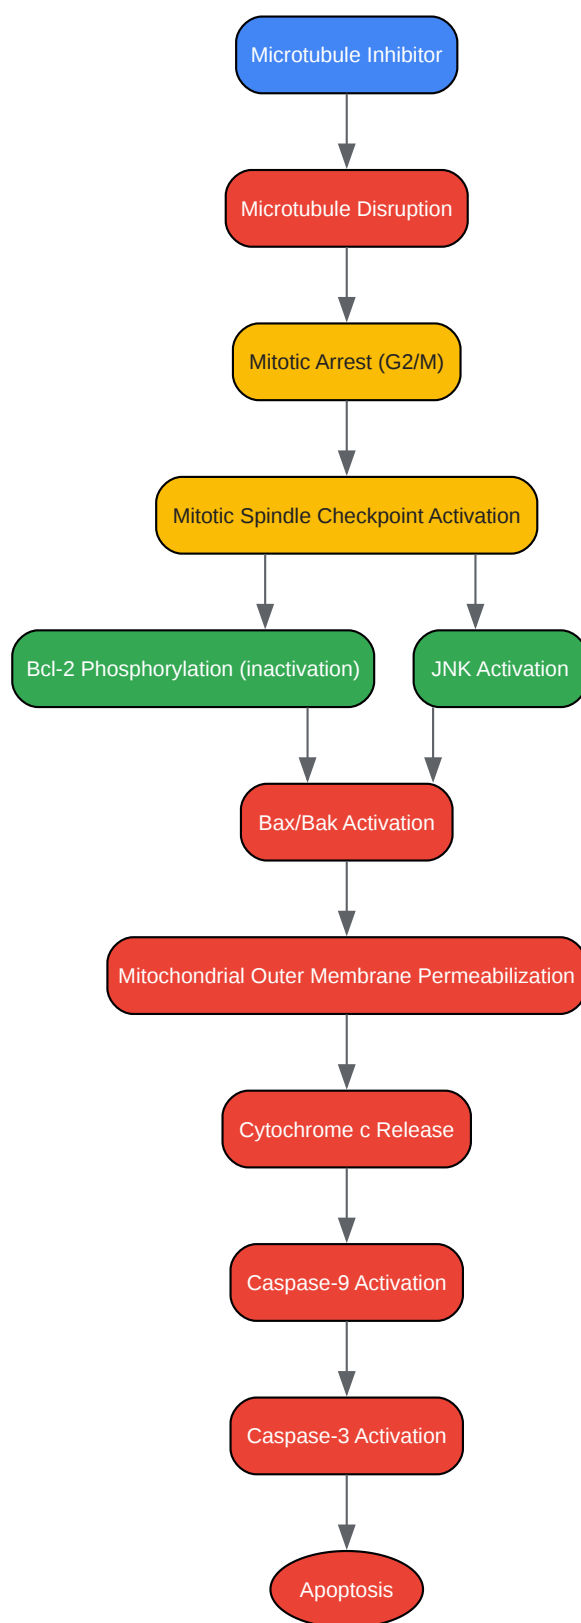 Microtubule Inhibitor
Microtubule Disruption
Mitotic Arrest (G2/M)
Mitotic Spindle Checkpoint Activation
Bcl-2 Phosphorylation (inactivation)
JNK Activation
Bax/Bak Activation
Mitochondrial Outer Membrane Permeabilization
Cytochrome c Release
Caspase-9 Activation
Caspase-3 Activation
Apoptosis